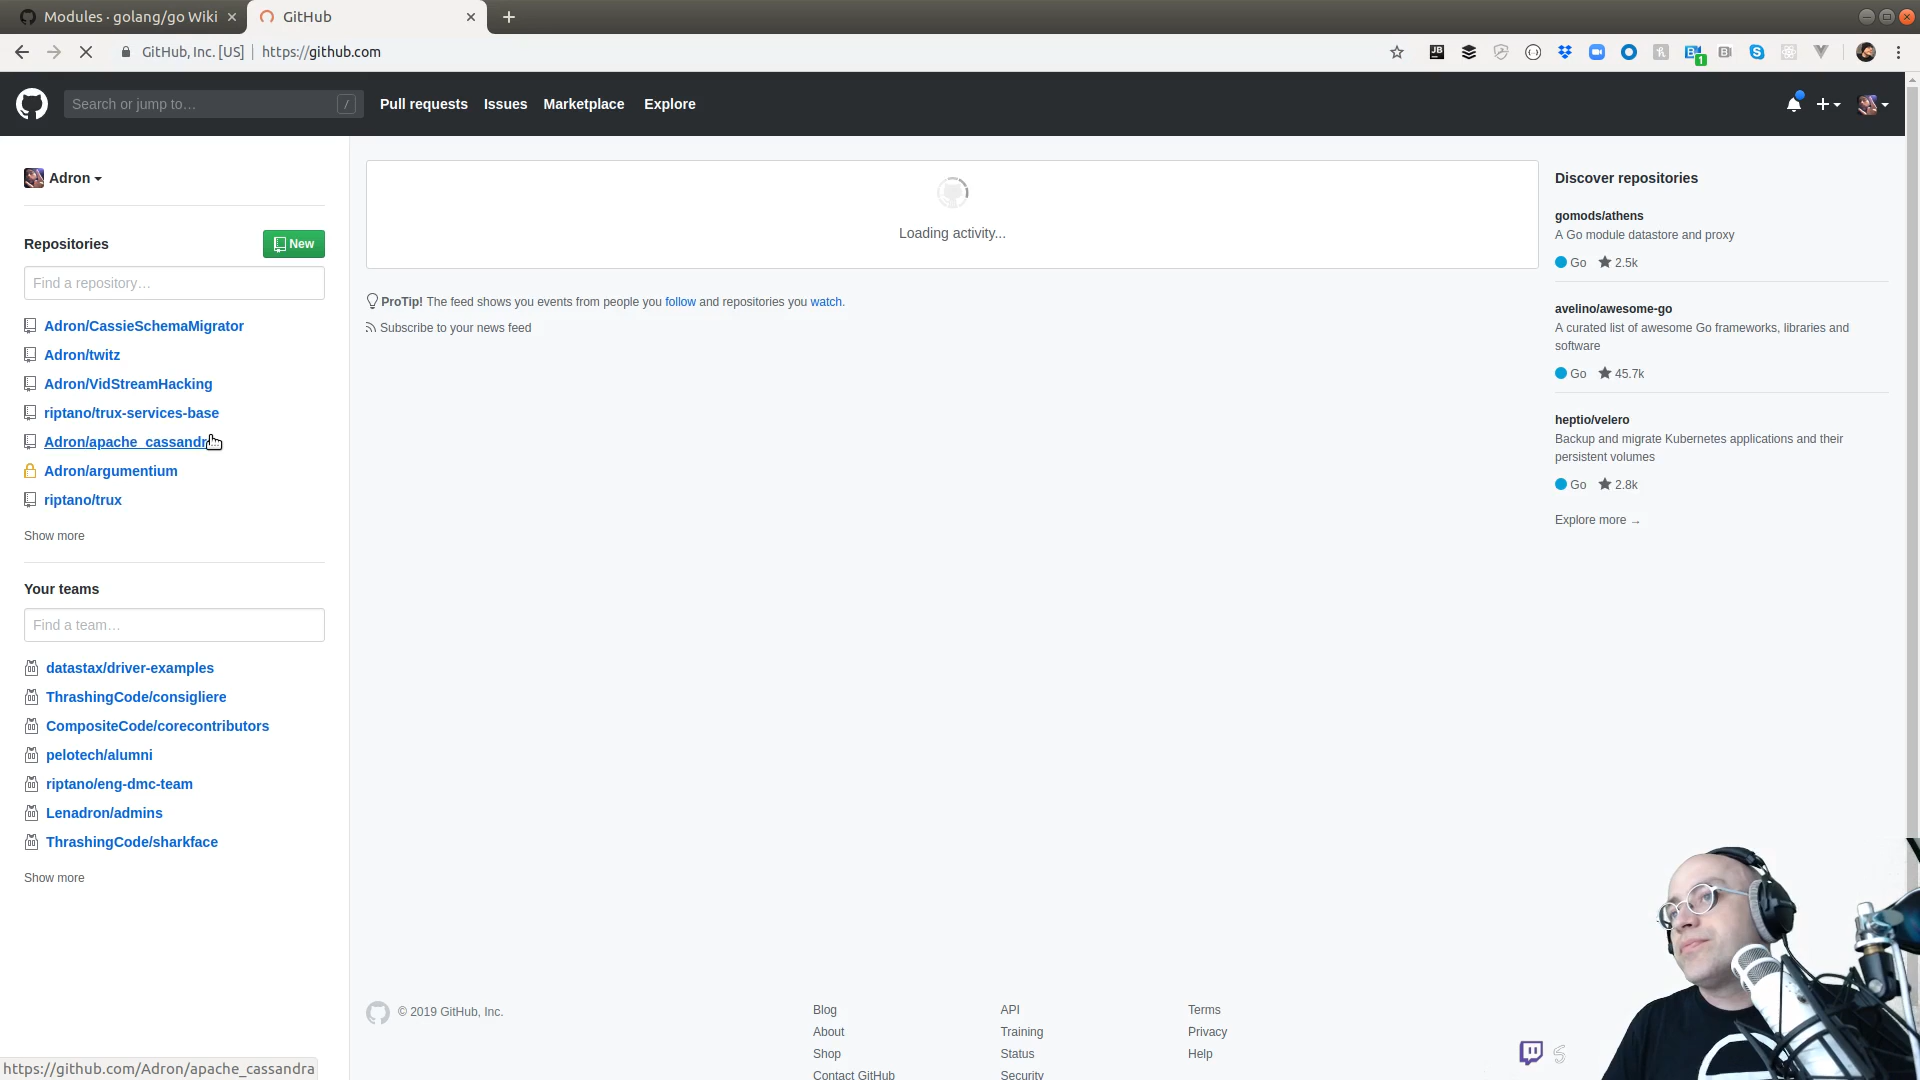 Modules · golang/go Wiki
GitHub
GitHub, Inc. [US] https://github.com
1
Search or jump to… /
Pull requests Issues Marketplace Explore
Adron
Repositories
New
Find a repository…
Adron/CassieSchemaMigrator
Adron/twitz
Adron/VidStreamHacking
riptano/trux-services-base
Adron/apache_cassandr
Adron/argumentium
riptano/trux
Show more
Your teams
Find a team…
datastax/driver-examples
ThrashingCode/consigliere
CompositeCode/corecontributors
pelotech/alumni
riptano/eng-dmc-team
Lenadron/admins
ThrashingCode/sharkface
Show more
Loading activity...
ProTip! The feed shows you events from people you follow and repositories you watch.
Subscribe to your news feed
Discover repositories
gomods/athens
A Go module datastore and proxy
Go 2.5k
avelino/awesome-go
A curated list of awesome Go frameworks, libraries and
software
Go 45.7k
heptio/velero
Backup and migrate Kubernetes applications and their
persistent volumes
Go 2.8k
Explore more →
© 2019 GitHub, Inc.
Blog
About
Shop
Contact GitHub
API
Training
Status
Security
Terms
Privacy
Help
https://github.com/Adron/apache_cassandra